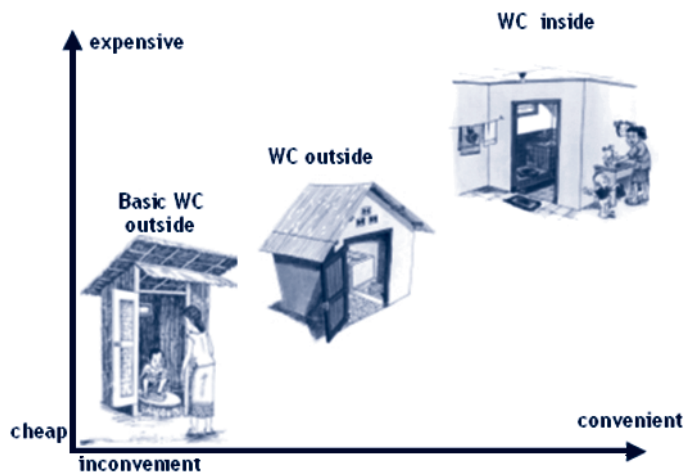 WC inside
expensive
WC outside
Basic WC
outside
convenient
cheap
inconvenient